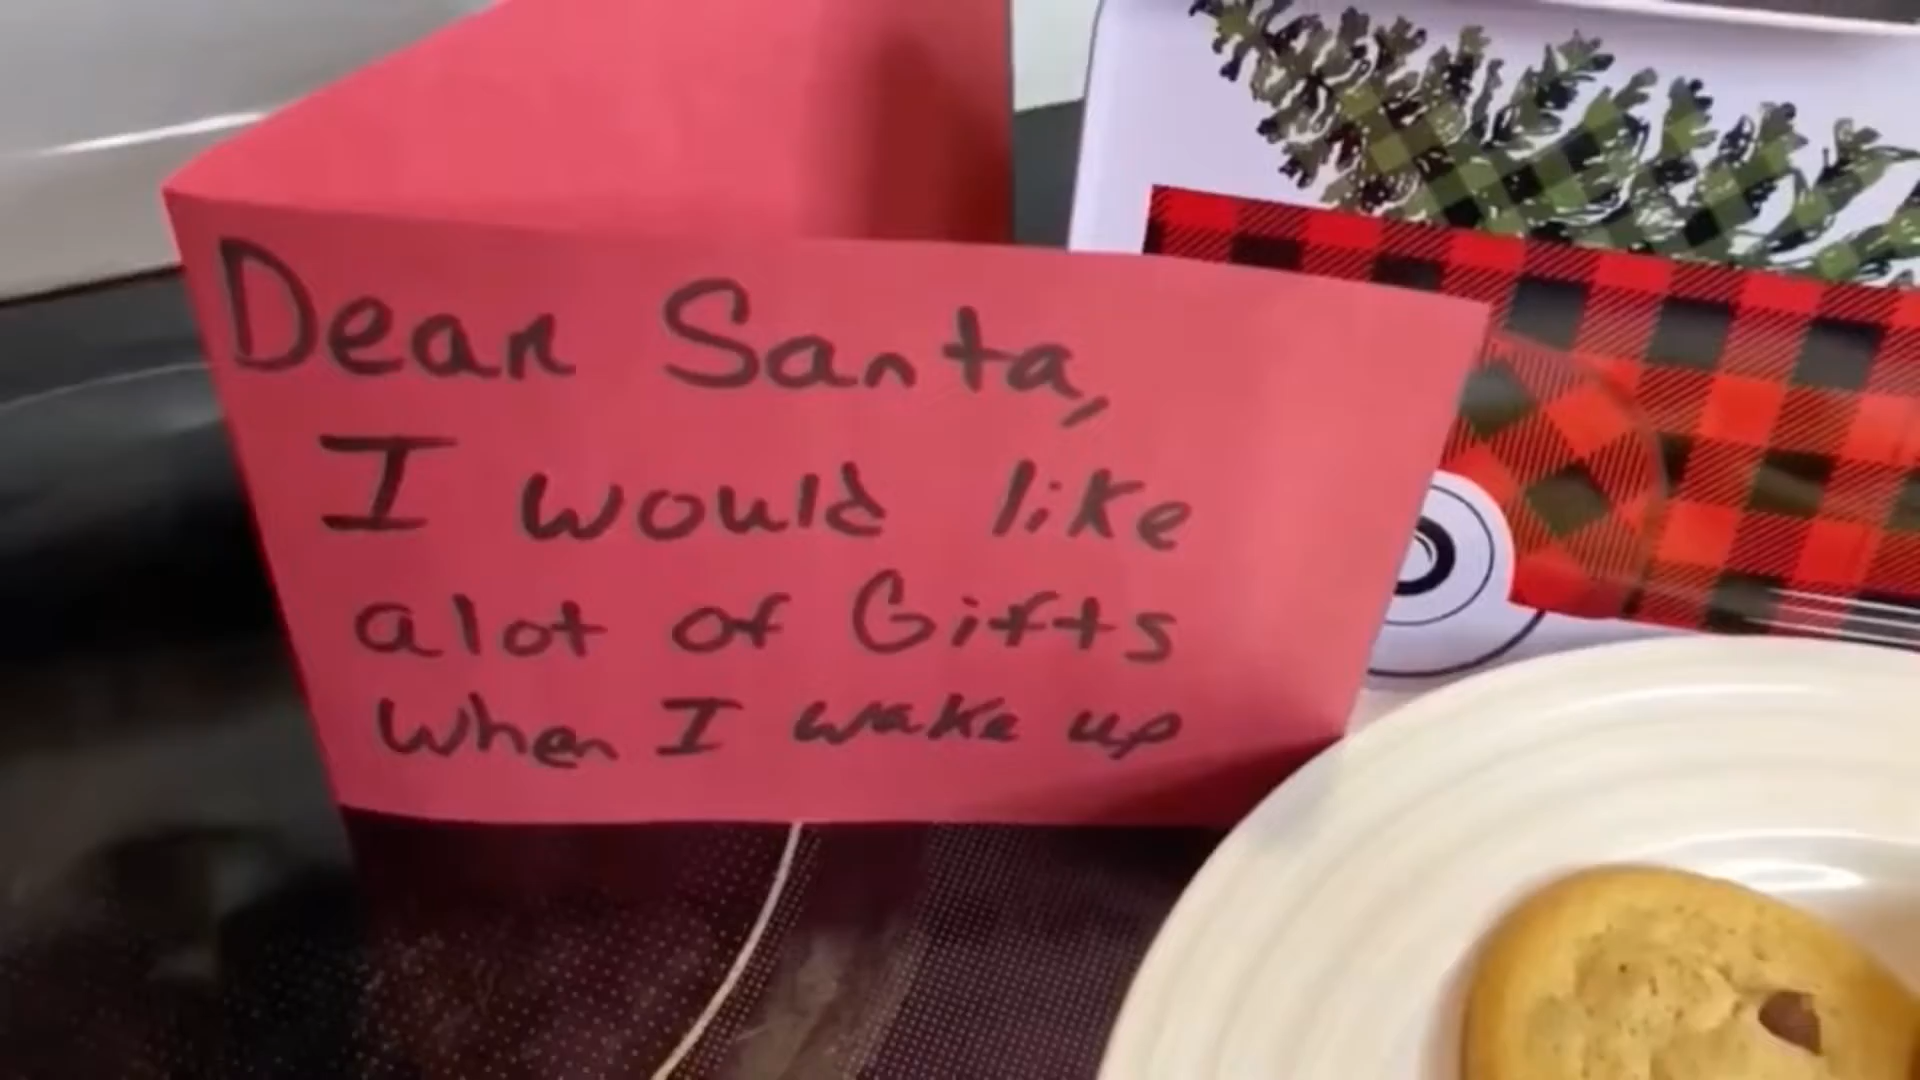 Dear Santa,
I would like
alot of Gifts
when I wake up